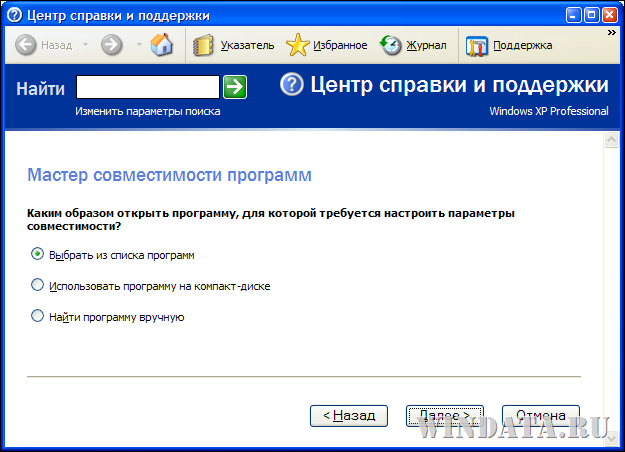 Центр справки и поддержки
Назад
Указатель
Избранное
Журнал
Поддержка
»
Найти
Изменить параметры поиска
Центр справки и поддержки
Windows XP Professional
Мастер совместимости программ
Каким образом открыть программу, для которой требуется настроить параметры
совместимости?
Выбрать из списка программ
Использовать программу на компакт-диске
Найти программу вручную
< Назад
Далее >
Отмена
WINDATA.RU